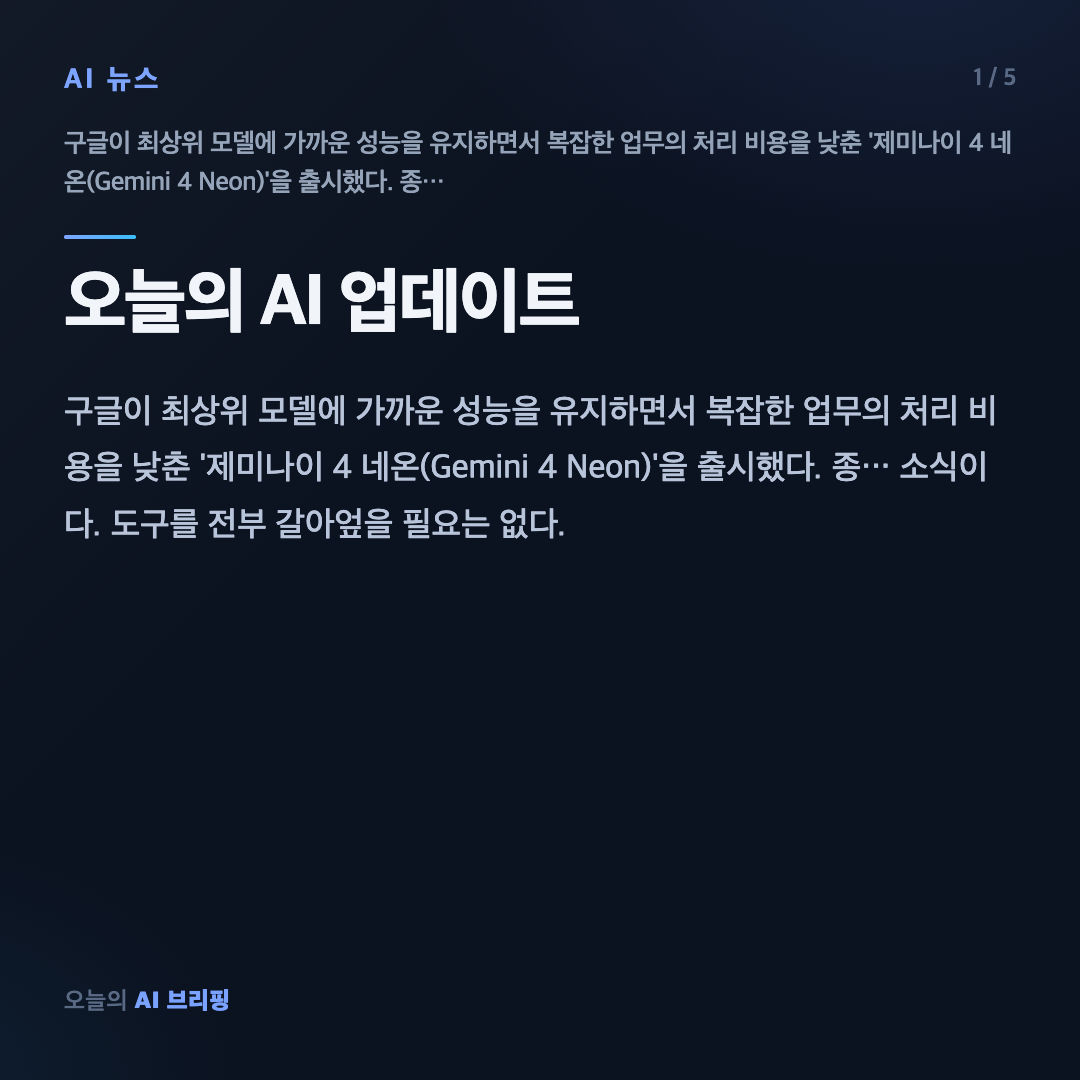 AI 뉴스
1 / 5
구글이 최상위 모델에 가까운 성능을 유지하면서 복잡한 업무의 처리 비용을 낮춘 '제미나이 4 네
온(Gemini 4 Neon)'을 출시했다. 종…
오늘의 AI 업데이트
구글이 최상위 모델에 가까운 성능을 유지하면서 복잡한 업무의 처리 비
용을 낮춘 '제미나이 4 네온(Gemini 4 Neon)'을 출시했다. 종… 소식이
다. 도구를 전부 갈아엎을 필요는 없다.
오늘의 AI 브리핑